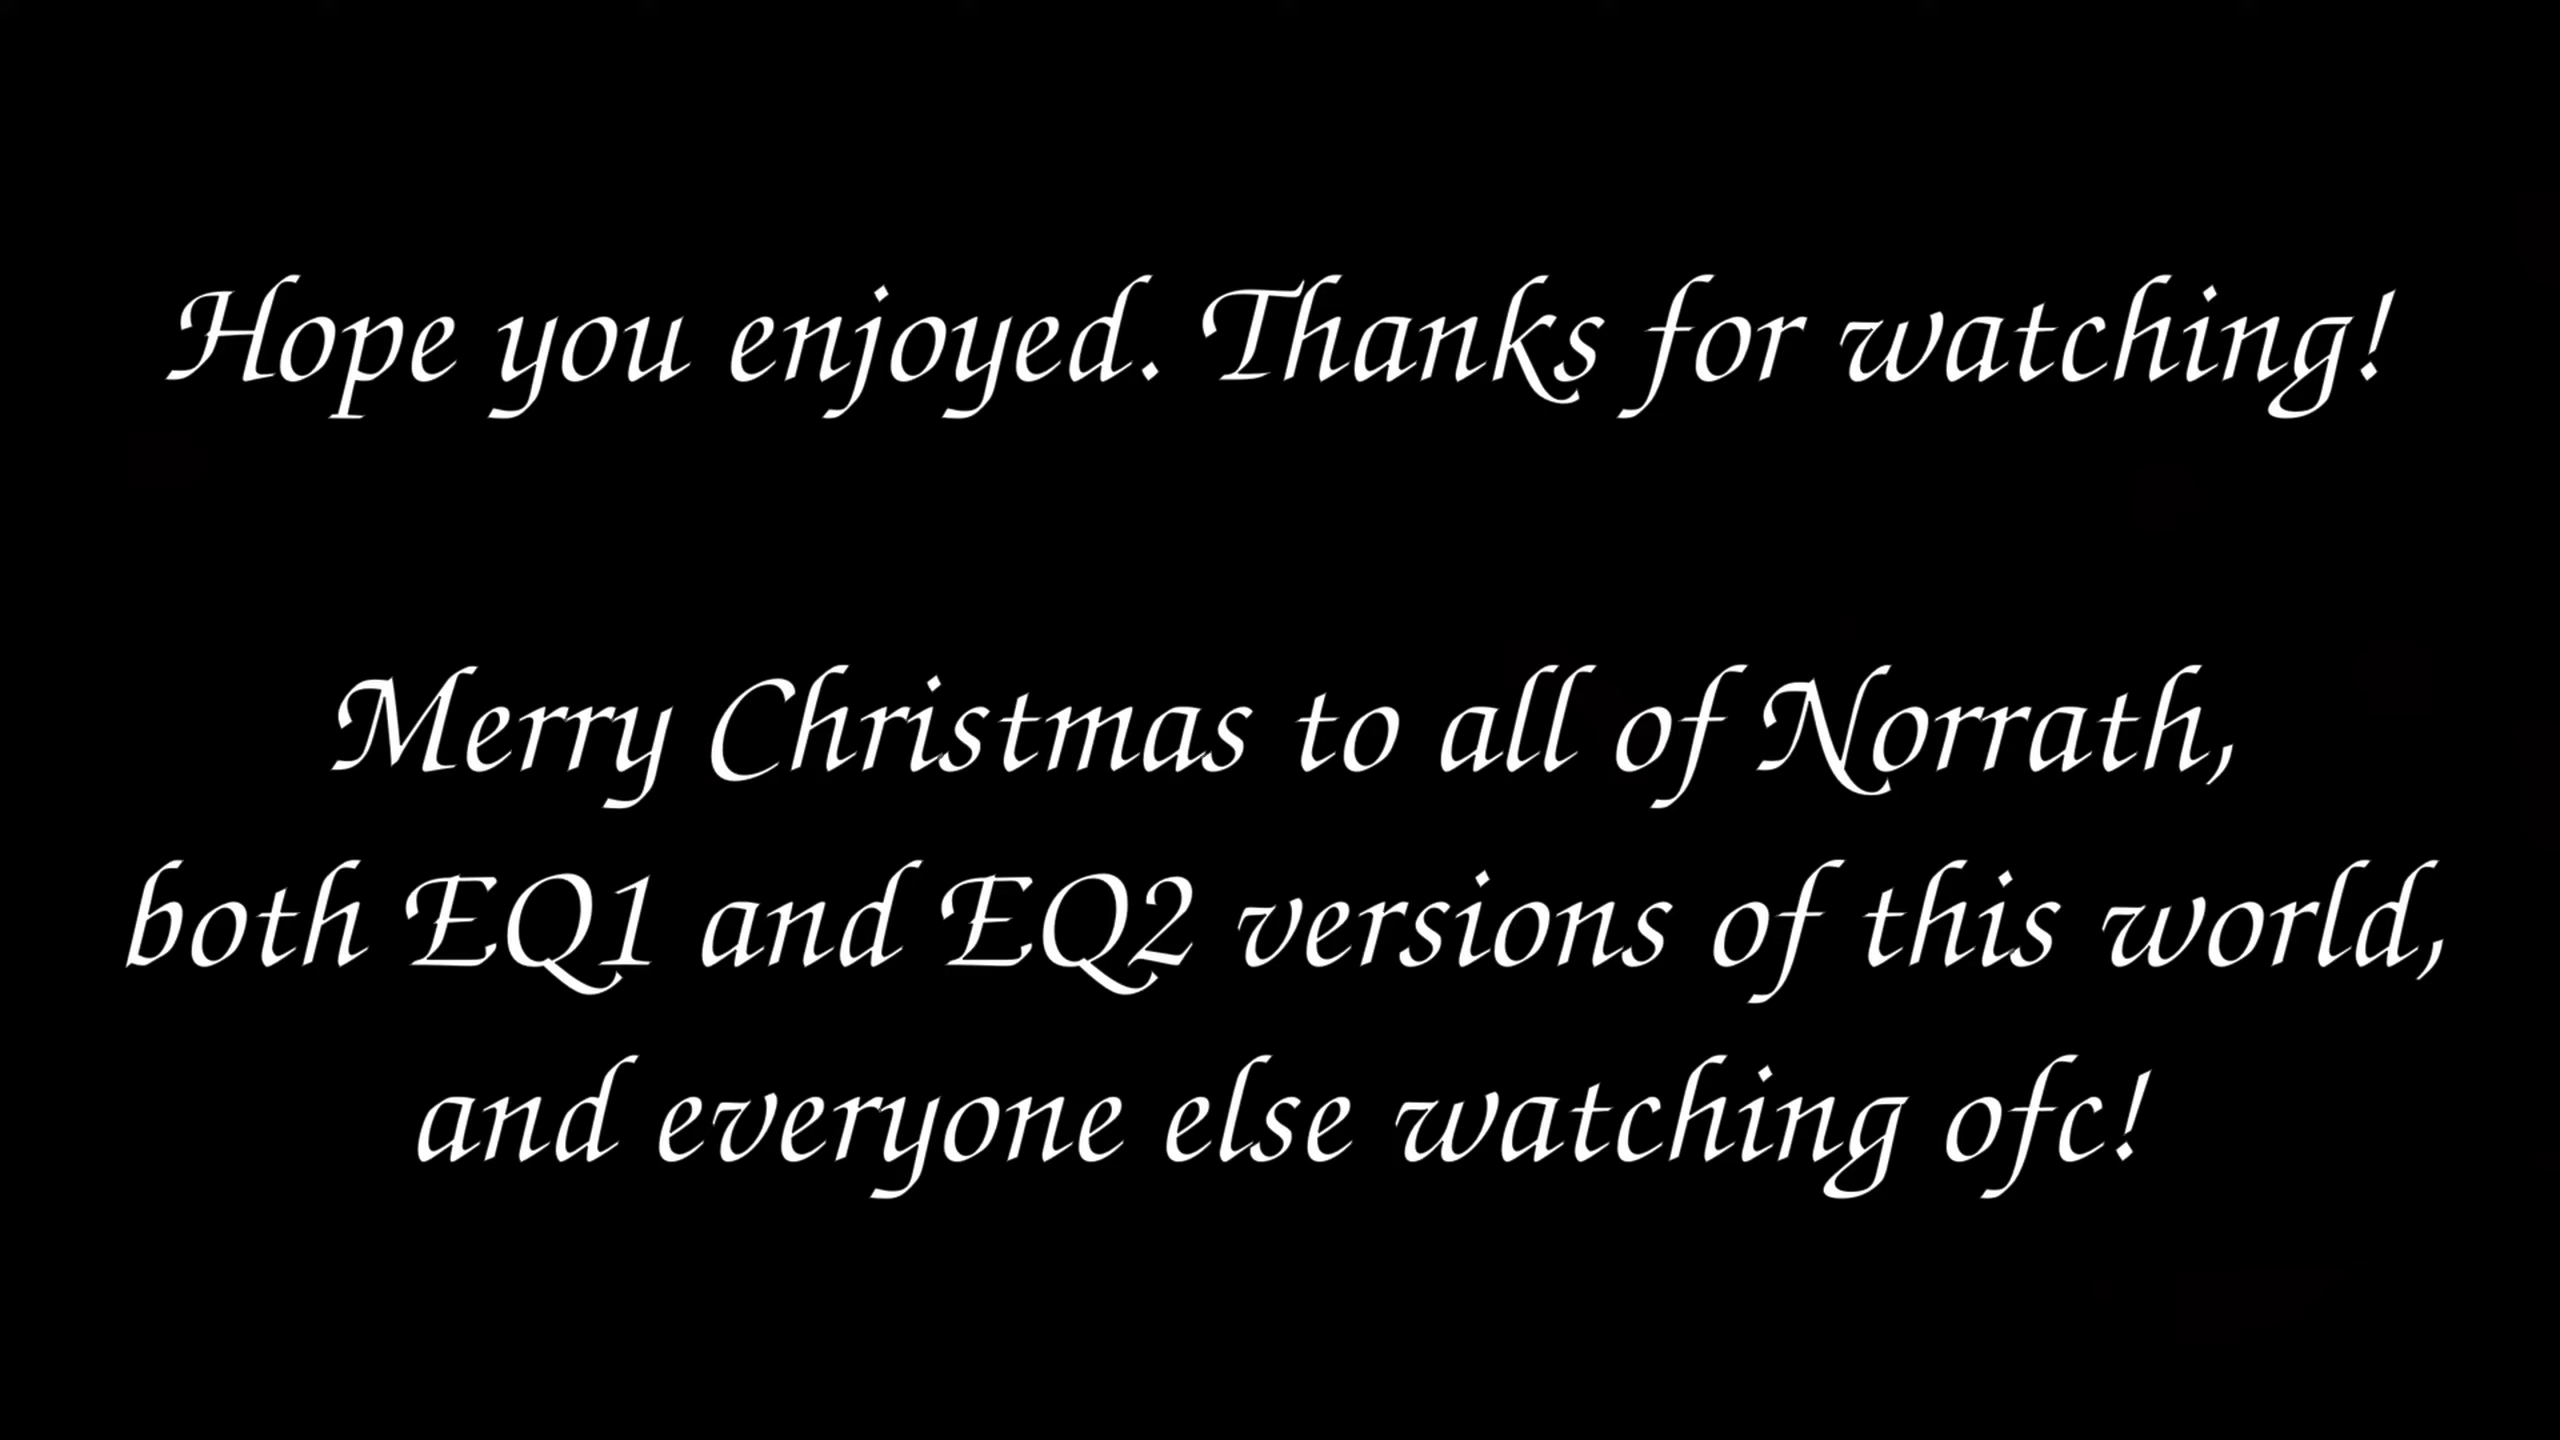 Hope you enjoyed. Thanks for watching!
Merry Christmas to all of Norrath,
both EQ1 and EQ2 versions of this world,
and everyone else watching ofc!